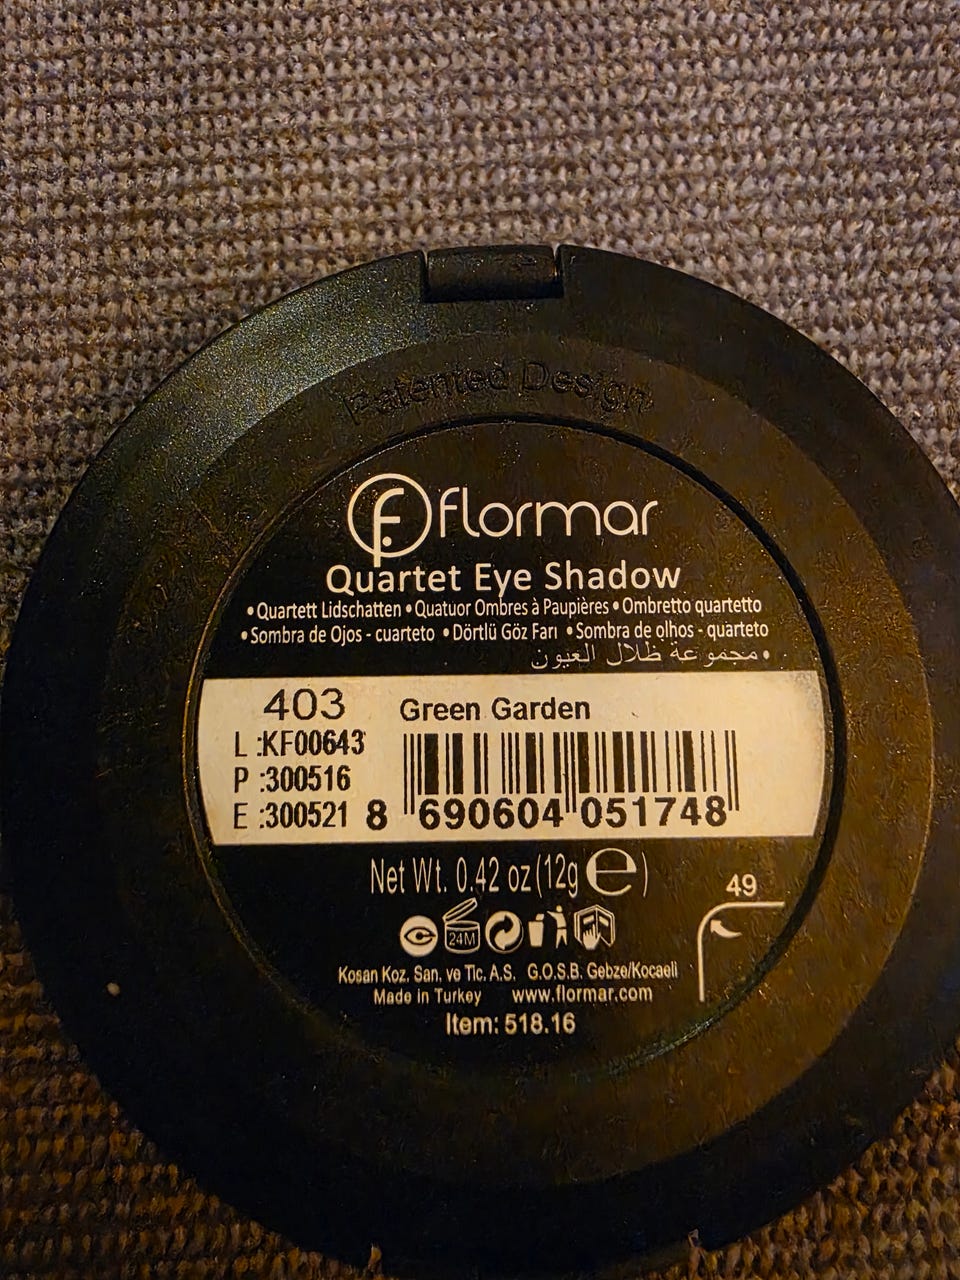 Patented Design
flormar
Quartet Eye Shadow
•Quartett Lidschatten •Quatuor Ombres à Paupières •Ombretto quartetto
•Sombra de Ojos - cuarteto •Dörtlü Göz Farı •Sombra de olhos - quarteto
•مجموعة ظلال العيون
403 Green Garden
L :KF00643
P :300516
E :300521 8 690604 051748
Net Wt. 0.42 oz (12g e)
49
24M
Kosan Koz. San. ve Tic. A.S. G.O.S.B. Gebze/Kocaeli
Made in Turkey www.flormar.com
Item: 518.16